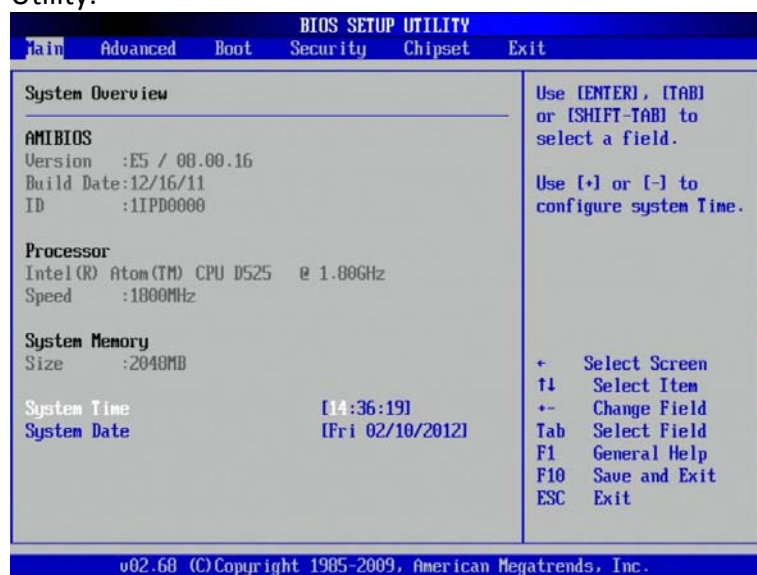 Utility.
BIOS SETUP UTILITY
Main Advanced Boot Security Chipset Exit
System Overview
AMIBIOS
Version :E5 / 08.00.16
Build Date:12/16/11
ID :1IPD0000
Processor
Intel(R) Atom(TM) CPU D525 @ 1.80GHz
Speed :1800MHz
System Memory
Size :2048MB
System Time [14:36:19]
System Date [Fri 02/10/2012]
Use [ENTER], [TAB]
or [SHIFT-TAB] to
select a field.
Use [+] or [-] to
configure system Time.
← Select Screen
↑↓ Select Item
+- Change Field
Tab Select Field
F1 General Help
F10 Save and Exit
ESC Exit
v02.68 (C)Copyright 1985-2009, American Megatrends, Inc.